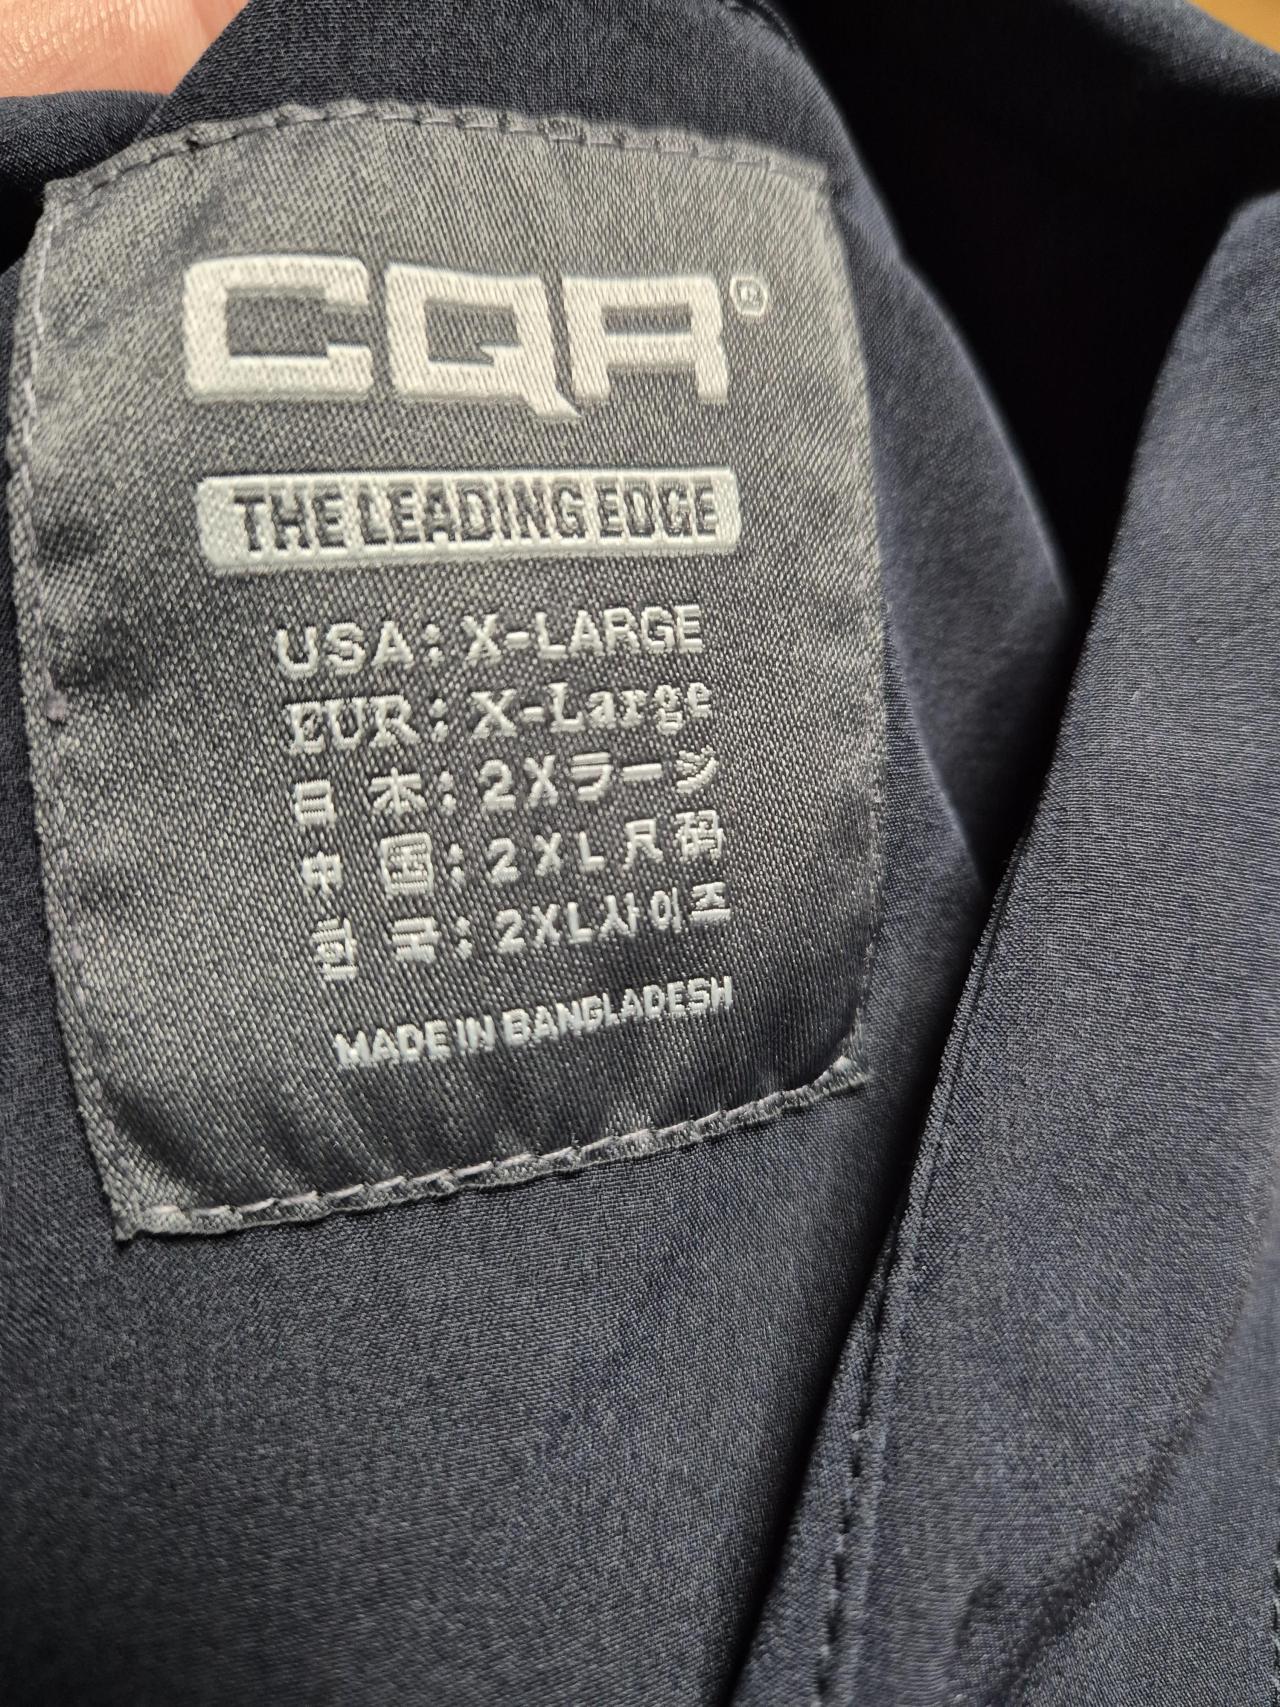 CQR®
THE LEADING EDGE
USA: X-LARGE
EUR: X-Large
日 本: 2Xラージ
中 国: 2XL尺码
한 국: 2XL사이즈
MADE IN BANGLADESH